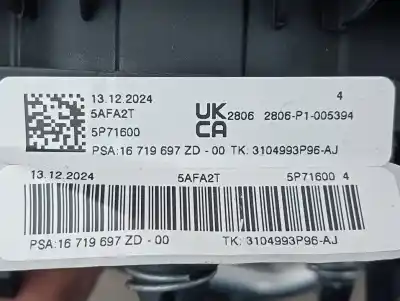 13.12.2024 4
5AFA2T UK 2806 2806-P1-005394
5P71600 CA
PSA:16 719 697 ZD - 00 TK: 3104993P96-AJ
13.12.2024 5AFA2T 5P71600 4
PSA:16 719 697 ZD - 00 TK: 3104993P96-AJ